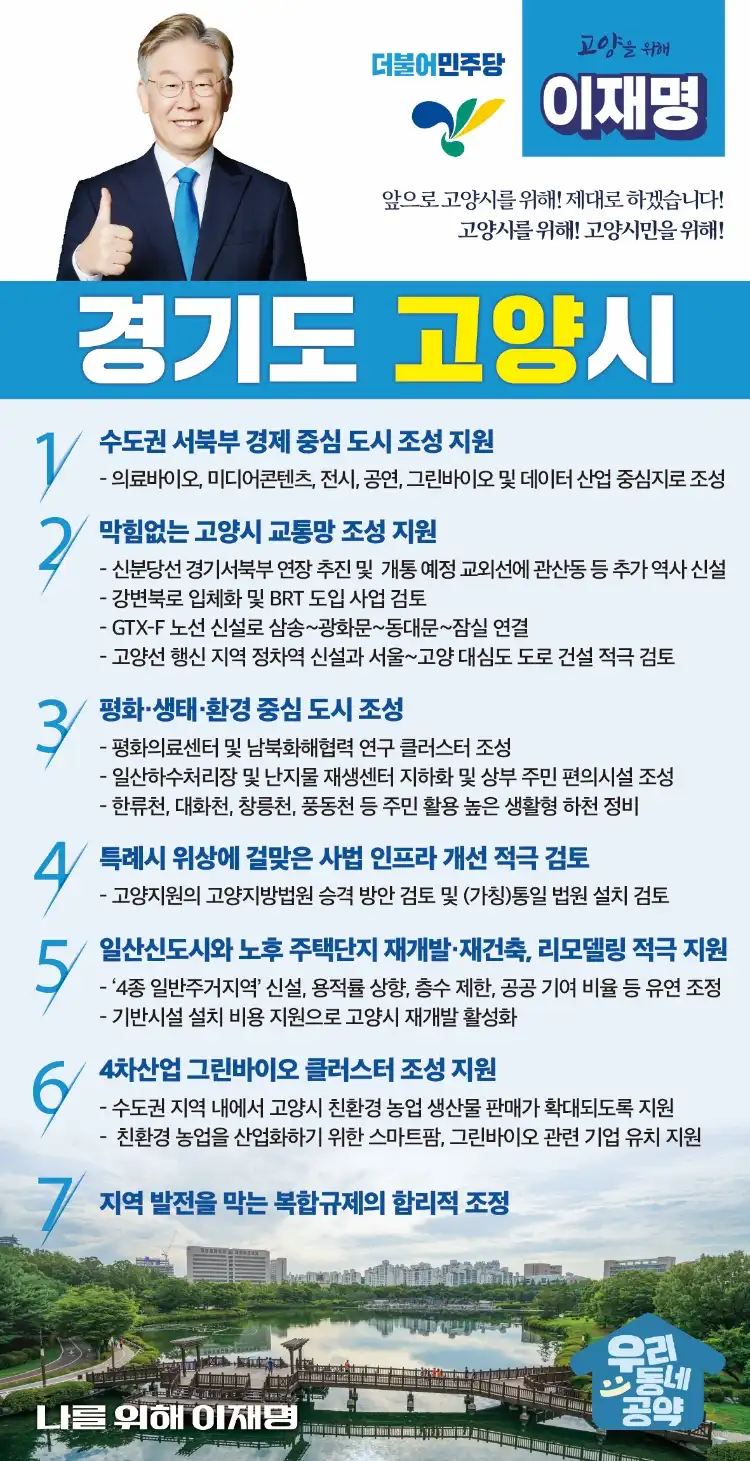 더불어민주당
고양을 위해
이재명
앞으로 고양시를 위해! 제대로 하겠습니다!
고양시를 위해! 고양시민을 위해!
경기도 고양시
1 수도권 서북부 경제 중심 도시 조성 지원
- 의료바이오, 미디어콘텐츠, 전시, 공연, 그린바이오 및 데이터 산업 중심지로 조성
2 막힘없는 고양시 교통망 조성 지원
- 신분당선 경기서북부 연장 추진 및 개통 예정 교외선에 관산동 등 추가 역사 신설
- 강변북로 입체화 및 BRT 도입 사업 검토
- GTX-F 노선 신설로 삼송~광화문~동대문~잠실 연결
- 고양선 행신 지역 정차역 신설과 서울~고양 대심도 도로 건설 적극 검토
3 평화·생태·환경 중심 도시 조성
- 평화의료센터 및 남북화해협력 연구 클러스터 조성
- 일산하수처리장 및 난지물 재생센터 지하화 및 상부 주민 편의시설 조성
- 한류천, 대화천, 창릉천, 풍동천 등 주민 활용 높은 생활형 하천 정비
4 특례시 위상에 걸맞은 사법 인프라 개선 적극 검토
- 고양지원의 고양지방법원 승격 방안 검토 및 (가칭)통일 법원 설치 검토
5 일산신도시와 노후 주택단지 재개발·재건축, 리모델링 적극 지원
- ‘4종 일반주거지역’ 신설, 용적률 상향, 층수 제한, 공공 기여 비율 등 유연 조정
- 기반시설 설치 비용 지원으로 고양시 재개발 활성화
6 4차산업 그린바이오 클러스터 조성 지원
- 수도권 지역 내에서 고양시 친환경 농업 생산물 판매가 확대되도록 지원
- 친환경 농업을 산업화하기 위한 스마트팜, 그린바이오 관련 기업 유치 지원
7 지역 발전을 막는 복합규제의 합리적 조정
나를 위해 이재명
우리
동네
공약